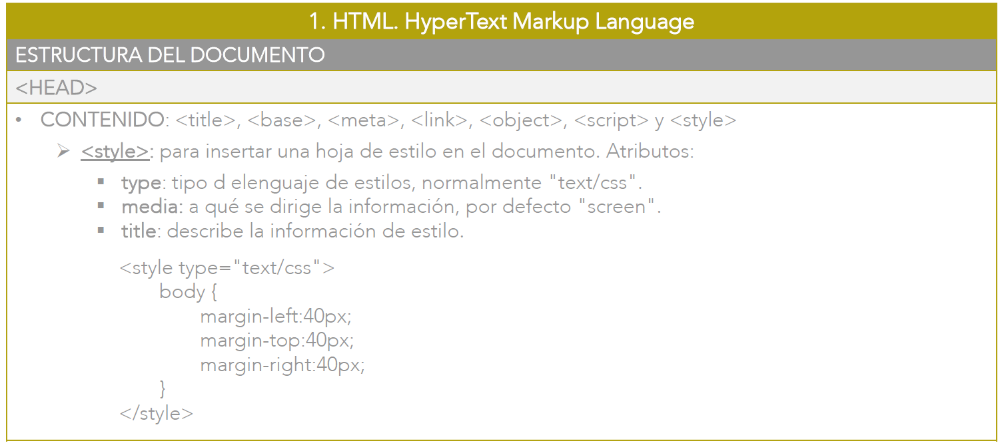 1. HTML. HyperText Markup Language
ESTRUCTURA DEL DOCUMENTO
<HEAD>
• CONTENIDO: <title>, <base>, <meta>, <link>, <object>, <script> y <style>
➢ <style>: para insertar una hoja de estilo en el documento. Atributos:
▪ type: tipo d elenguaje de estilos, normalmente "text/css".
▪ media: a qué se dirige la información, por defecto "screen".
▪ title: describe la información de estilo.
<style type="text/css">
body {
margin-left:40px;
margin-top:40px;
margin-right:40px;
}
</style>